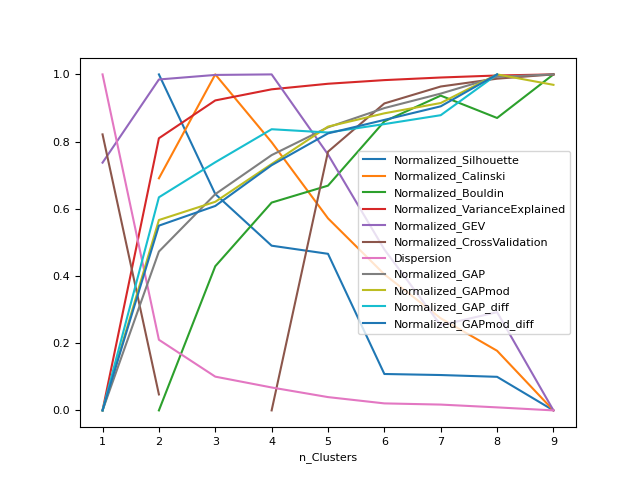 1.0
0.8
0.6
0.4
0.2
0.0
Normalized_Silhouette
Normalized_Calinski
Normalized_Bouldin
Normalized_VarianceExplained
Normalized_GEV
Normalized_CrossValidation
Dispersion
Normalized_GAP
Normalized_GAPmod
Normalized_GAP_diff
Normalized_GAPmod_diff
1 2 3 4 5 6 7 8 9
n_Clusters